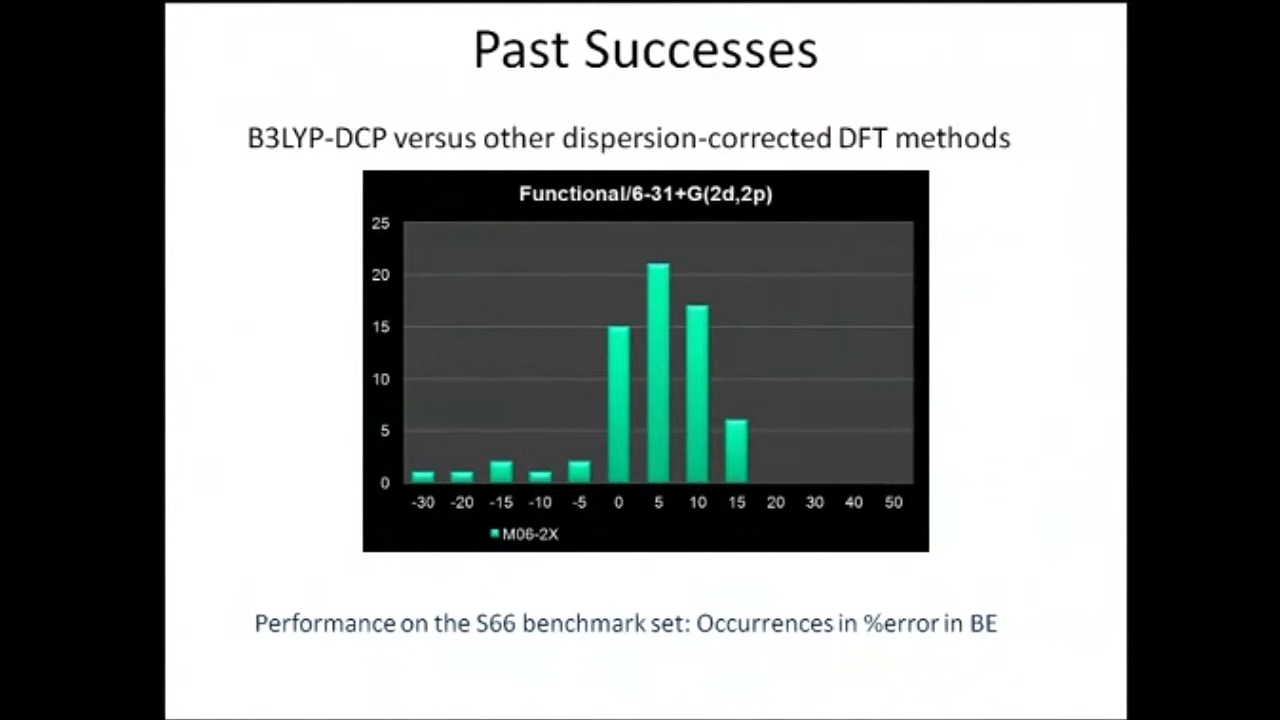 Past Successes
B3LYP-DCP versus other dispersion-corrected DFT methods
Functional/6-31+G(2d,2p)
25
20
15
10
5
0
-30 -20 -15 -10 -5 0 5 10 15 20 30 40 50
M06-2X
Performance on the S66 benchmark set: Occurrences in %error in BE